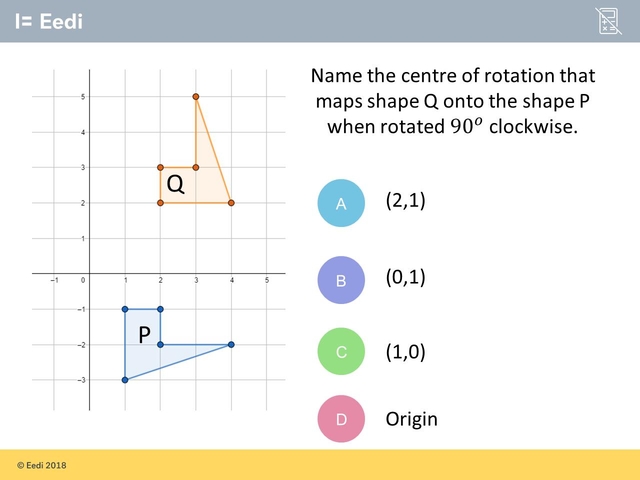 I= Eedi
Name the centre of rotation that
maps shape Q onto the shape P
when rotated 90° clockwise.
A (2,1)
B (0,1)
C (1,0)
D Origin
5
4
3
Q
2
1
−1 0 1 2 3 4 5
−1
P
−2
−3
© Eedi 2018